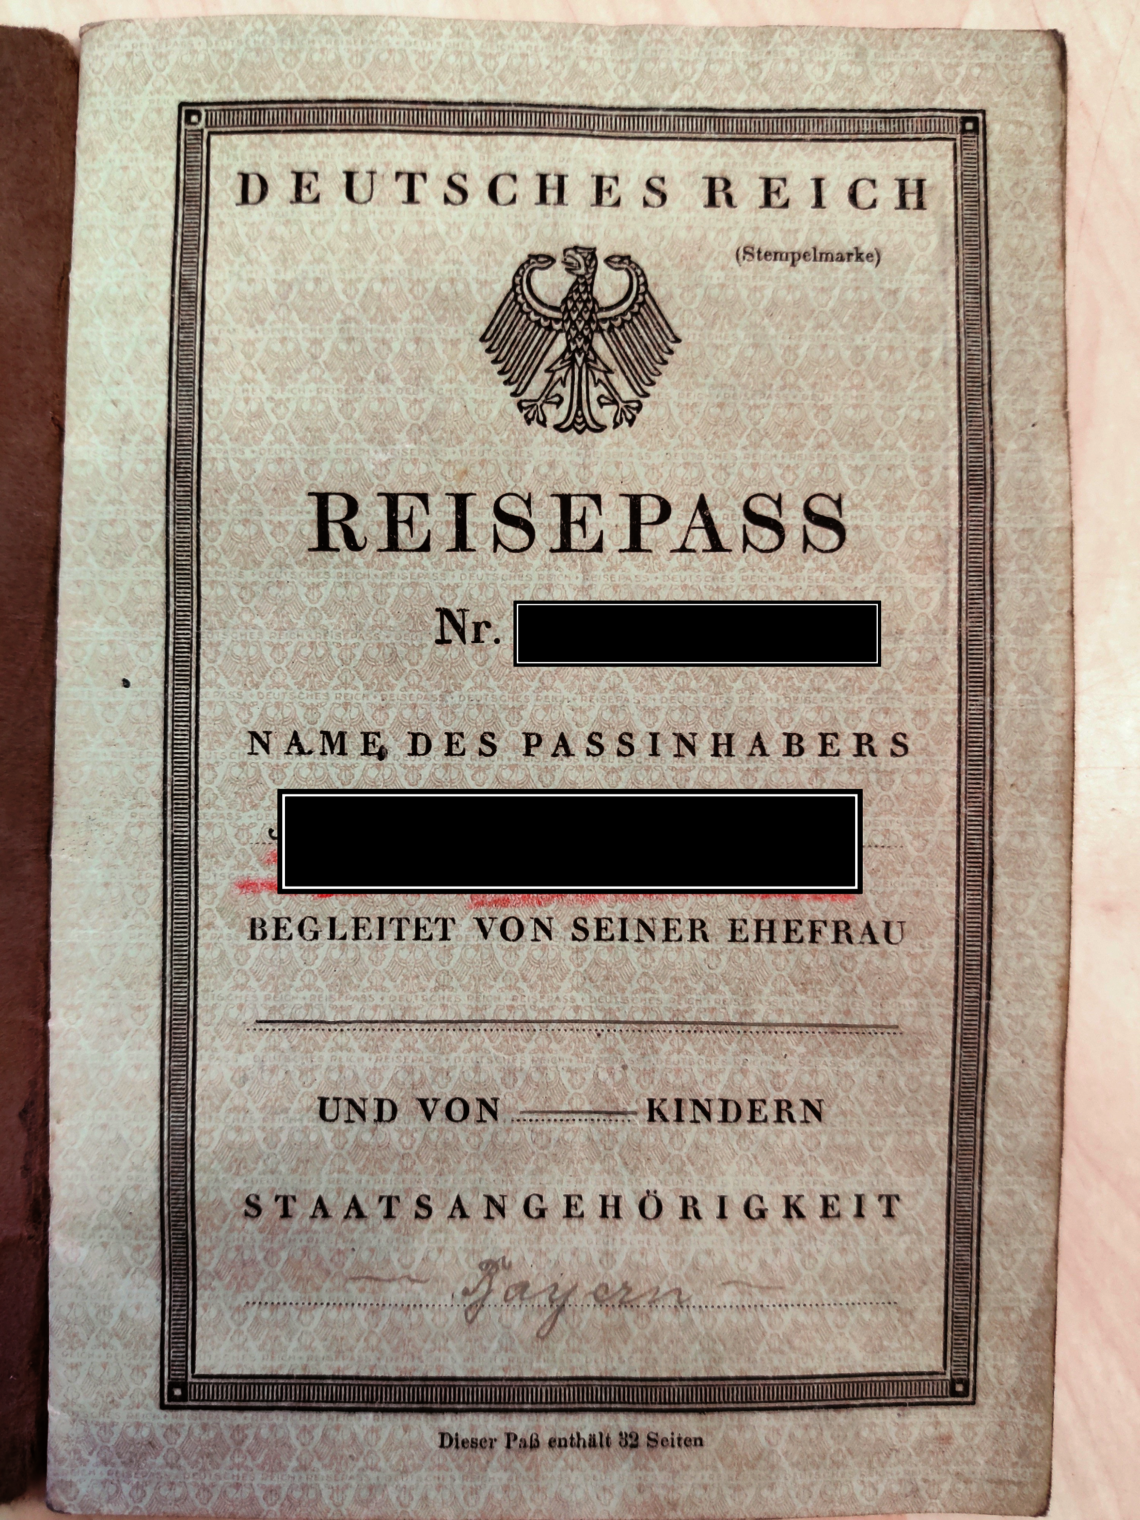 DEUTSCHES REICH
(Stempelmarke)
REISEPASS
Nr.
NAME DES PASSINHABERS
BEGLEITET VON SEINER EHEFRAU
UND VON KINDERN
STAATSANGEHÖRIGKEIT
Bayern
Dieser Paß enthält 32 Seiten